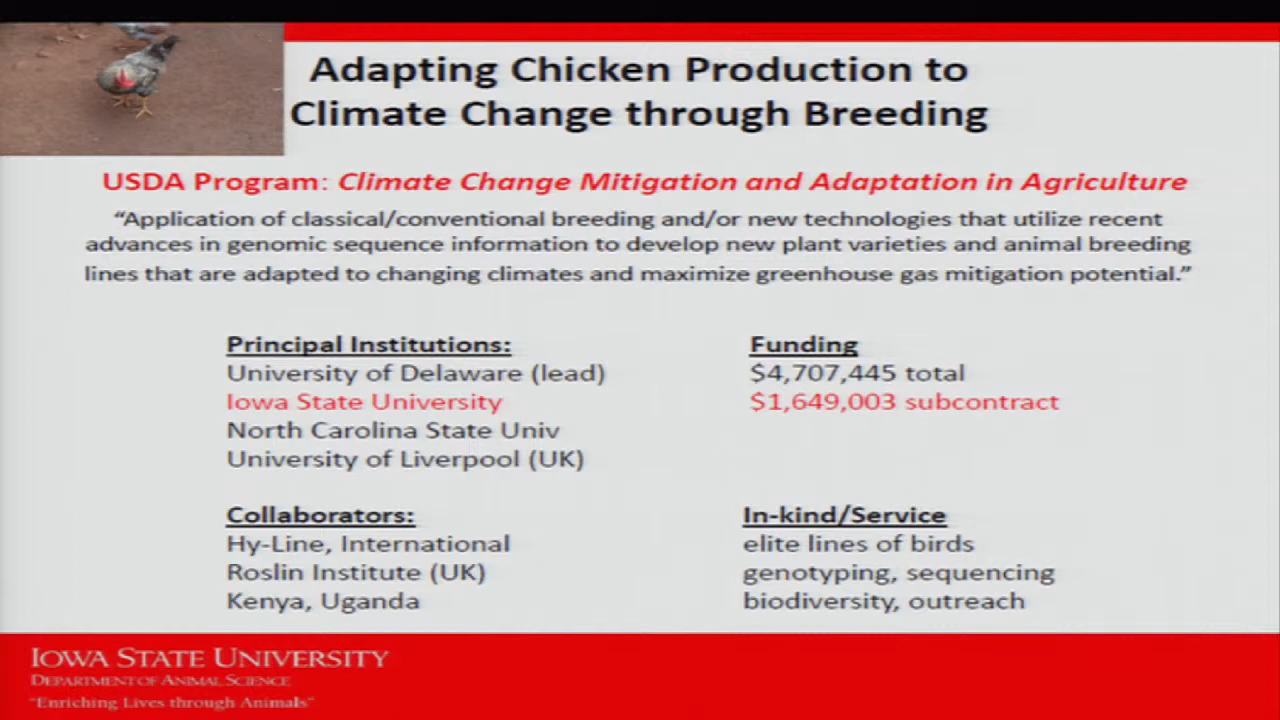 Adapting Chicken Production to
Climate Change through Breeding
USDA Program: Climate Change Mitigation and Adaptation in Agriculture
“Application of classical/conventional breeding and/or new technologies that utilize recent
advances in genomic sequence information to develop new plant varieties and animal breeding
lines that are adapted to changing climates and maximize greenhouse gas mitigation potential.”
Principal Institutions:
University of Delaware (lead)
Iowa State University
North Carolina State Univ
University of Liverpool (UK)
Funding
$4,707,445 total
$1,649,003 subcontract
Collaborators:
Hy-Line, International
Roslin Institute (UK)
Kenya, Uganda
In-kind/Service
elite lines of birds
genotyping, sequencing
biodiversity, outreach
IOWA STATE UNIVERSITY
DEPARTMENT OF ANIMAL SCIENCE
“Enriching Lives through Animals”